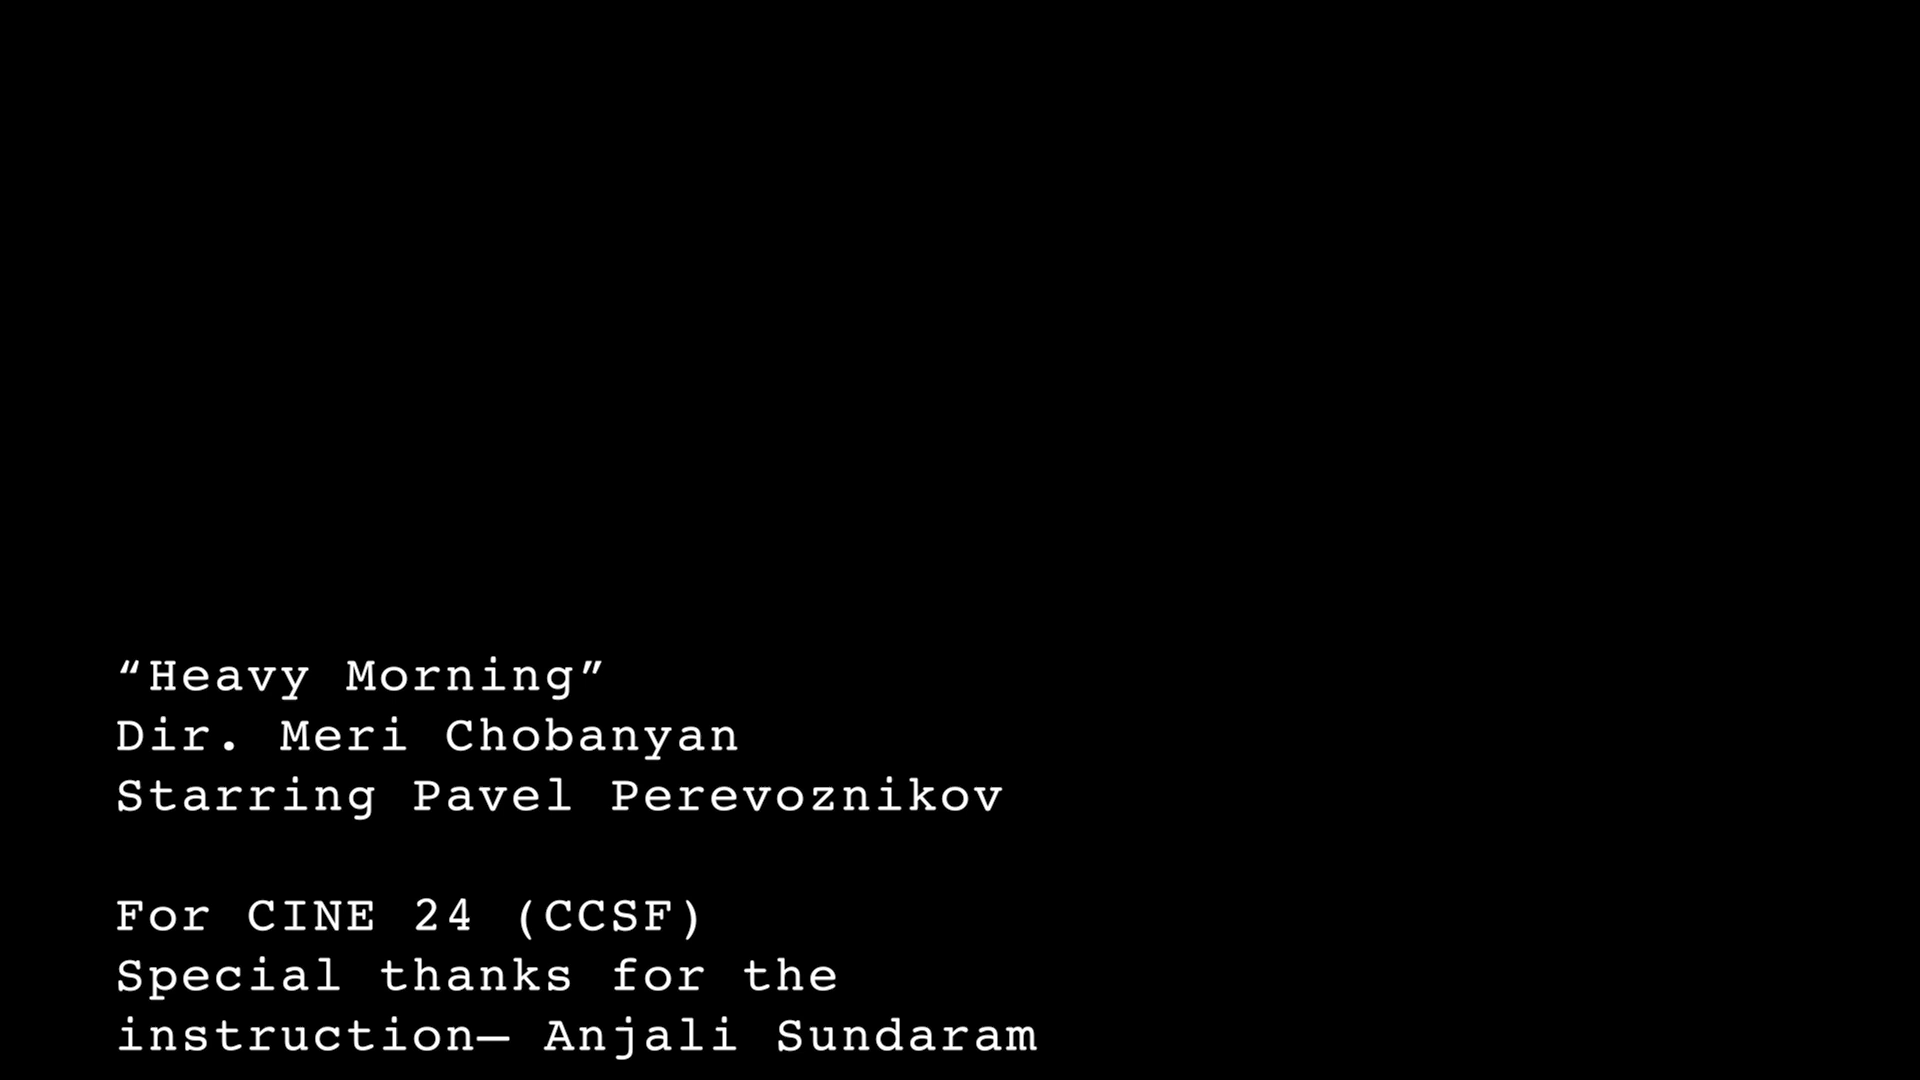 “Heavy Morning”
Dir. Meri Chobanyan
Starring Pavel Perevoznikov
For CINE 24 (CCSF)
Special thanks for the
instruction— Anjali Sundaram